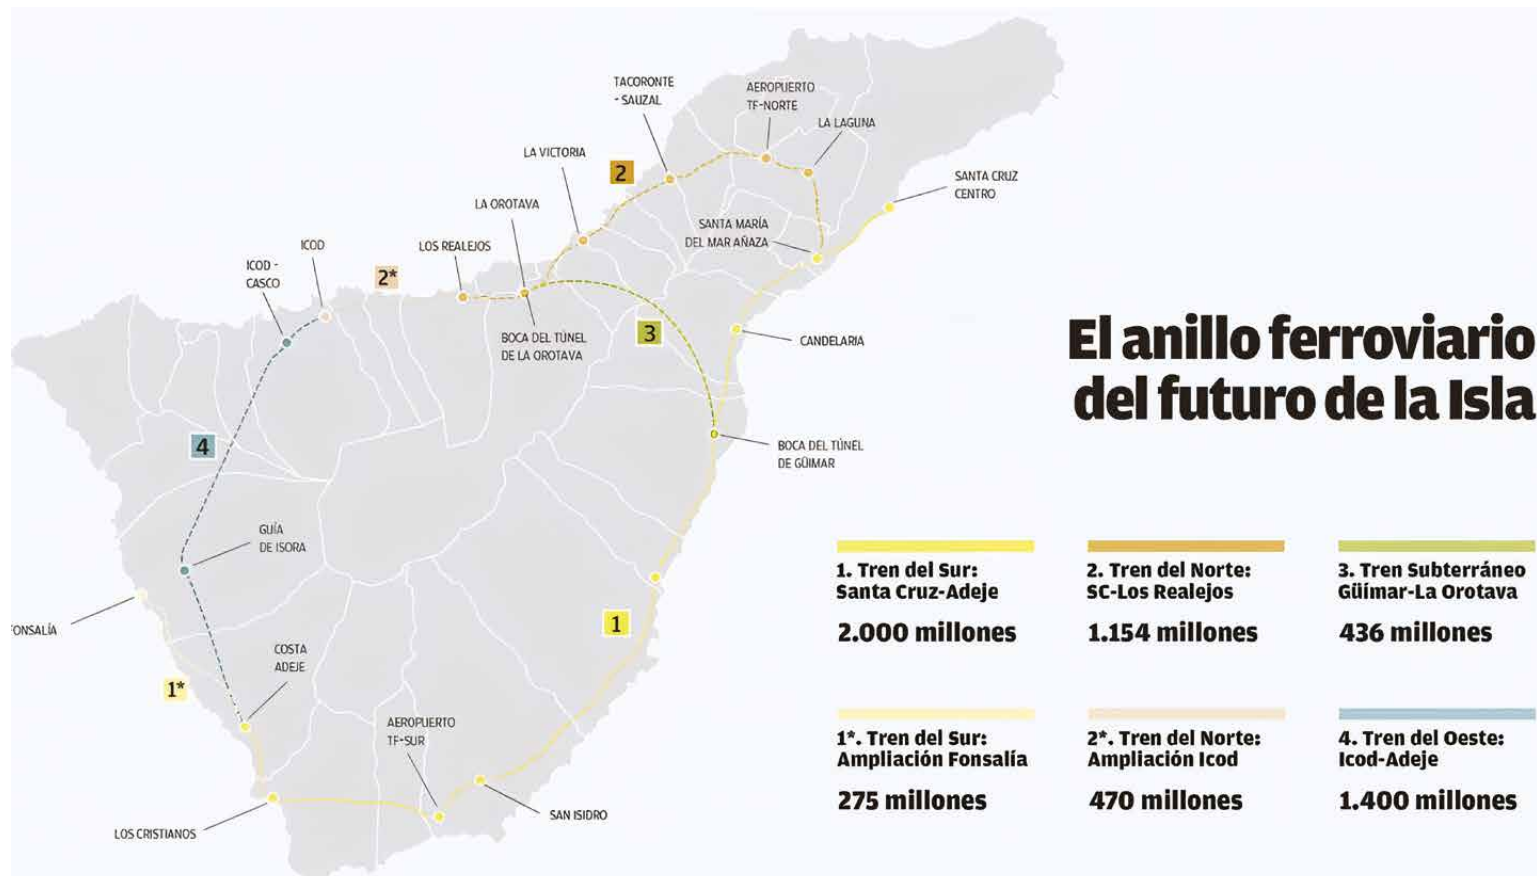 TACORONTE
- SAUZAL
AEROPUERTO
TF-NORTE
LA LAGUNA
LA VICTORIA
2
SANTA CRUZ
CENTRO
LA OROTAVA
SANTA MARÍA
DEL MAR AÑAZA
ICOD
LOS REALEJOS
ICOD -
CASCO
2*
3
BOCA DEL TÚNEL
DE LA OROTAVA
CANDELARIA
El anillo ferroviario
del futuro de la Isla
4
BOCA DEL TÚNEL
DE GÜIMAR
GUÍA
DE ISORA
ONSALÍA
1
COSTA
ADEJE
1*
AEROPUERTO
TF-SUR
SAN ISIDRO
LOS CRISTIANOS
1. Tren del Sur:
Santa Cruz-Adeje
2.000 millones
2. Tren del Norte:
SC-Los Realejos
1.154 millones
3. Tren Subterráneo
Güímar-La Orotava
436 millones
1*. Tren del Sur:
Ampliación Fonsalía
275 millones
2*. Tren del Norte:
Ampliación Icod
470 millones
4. Tren del Oeste:
Icod-Adeje
1.400 millones